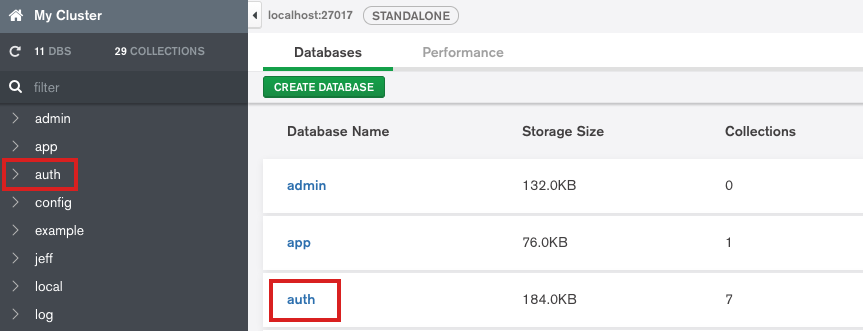 My Cluster
11 DBS 29 COLLECTIONS
filter
admin
app
auth
config
example
jeff
local
log
localhost:27017 STANDALONE
Databases Performance
CREATE DATABASE
Database Name Storage Size Collections
admin 132.0KB 0
app 76.0KB 1
auth 184.0KB 7